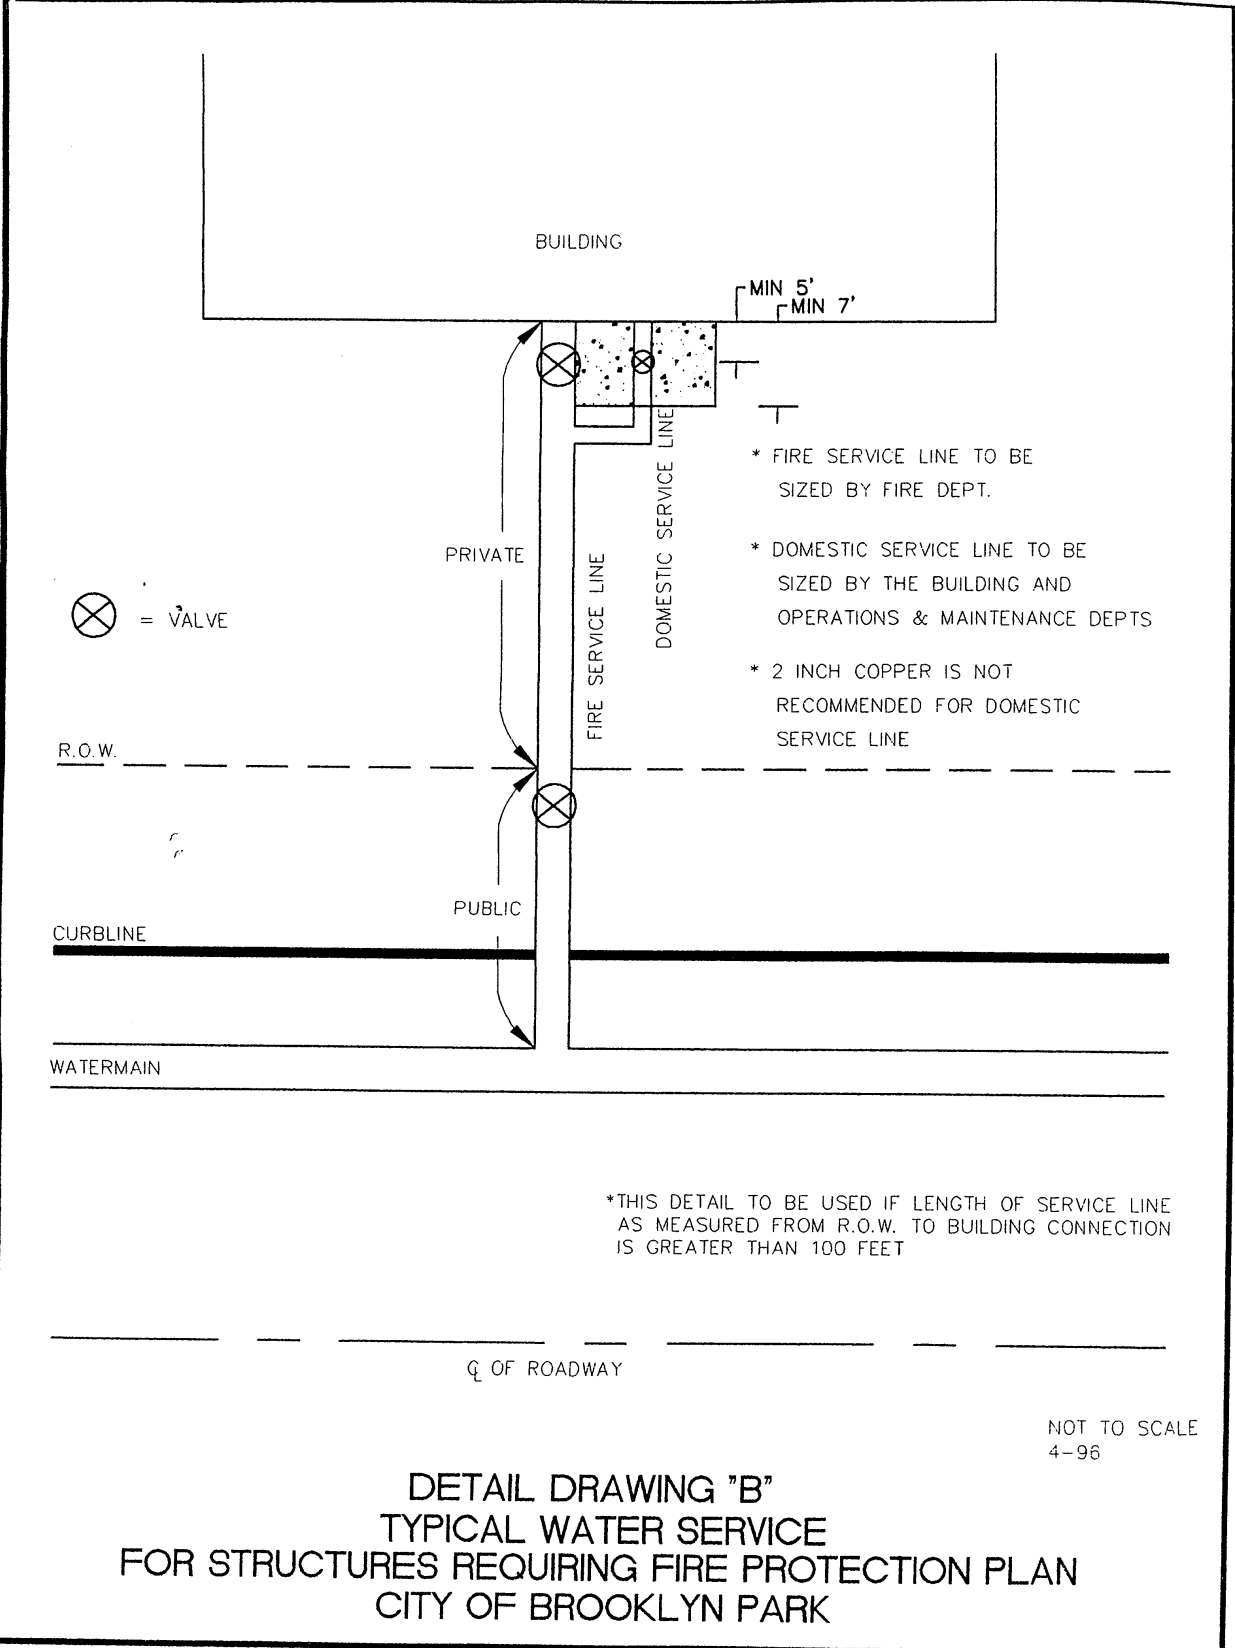 BUILDING
MIN 5'
MIN 7'
* FIRE SERVICE LINE TO BE
SIZED BY FIRE DEPT.
* DOMESTIC SERVICE LINE TO BE
SIZED BY THE BUILDING AND
OPERATIONS & MAINTENANCE DEPTS
* 2 INCH COPPER IS NOT
RECOMMENDED FOR DOMESTIC
SERVICE LINE
PRIVATE
FIRE SERVICE LINE
DOMESTIC SERVICE LINE
= VALVE
R.O.W.
PUBLIC
CURBLINE
WATERMAIN
*THIS DETAIL TO BE USED IF LENGTH OF SERVICE LINE
AS MEASURED FROM R.O.W. TO BUILDING CONNECTION
IS GREATER THAN 100 FEET
℄ OF ROADWAY
NOT TO SCALE
4-96
DETAIL DRAWING "B"
TYPICAL WATER SERVICE
FOR STRUCTURES REQUIRING FIRE PROTECTION PLAN
CITY OF BROOKLYN PARK